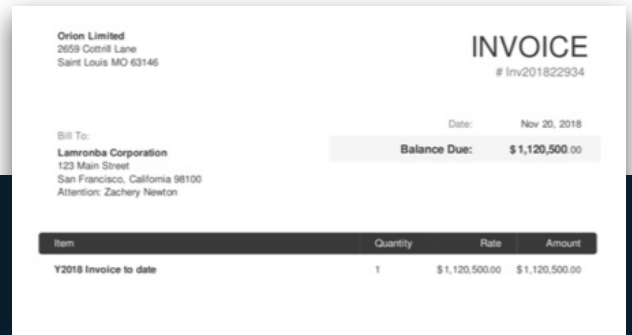 Orion Limited
2659 Cottrill Lane
Saint Louis MO 63146
INVOICE
# Inv201822934
Date: Nov 20, 2018
Balance Due: $1,120,500.00
Bill To:
Lamronba Corporation
123 Main Street
San Francisco, California 98100
Attention: Zachery Newton
Item Quantity Rate Amount
Y2018 Invoice to date 1 $1,120,500.00 $1,120,500.00